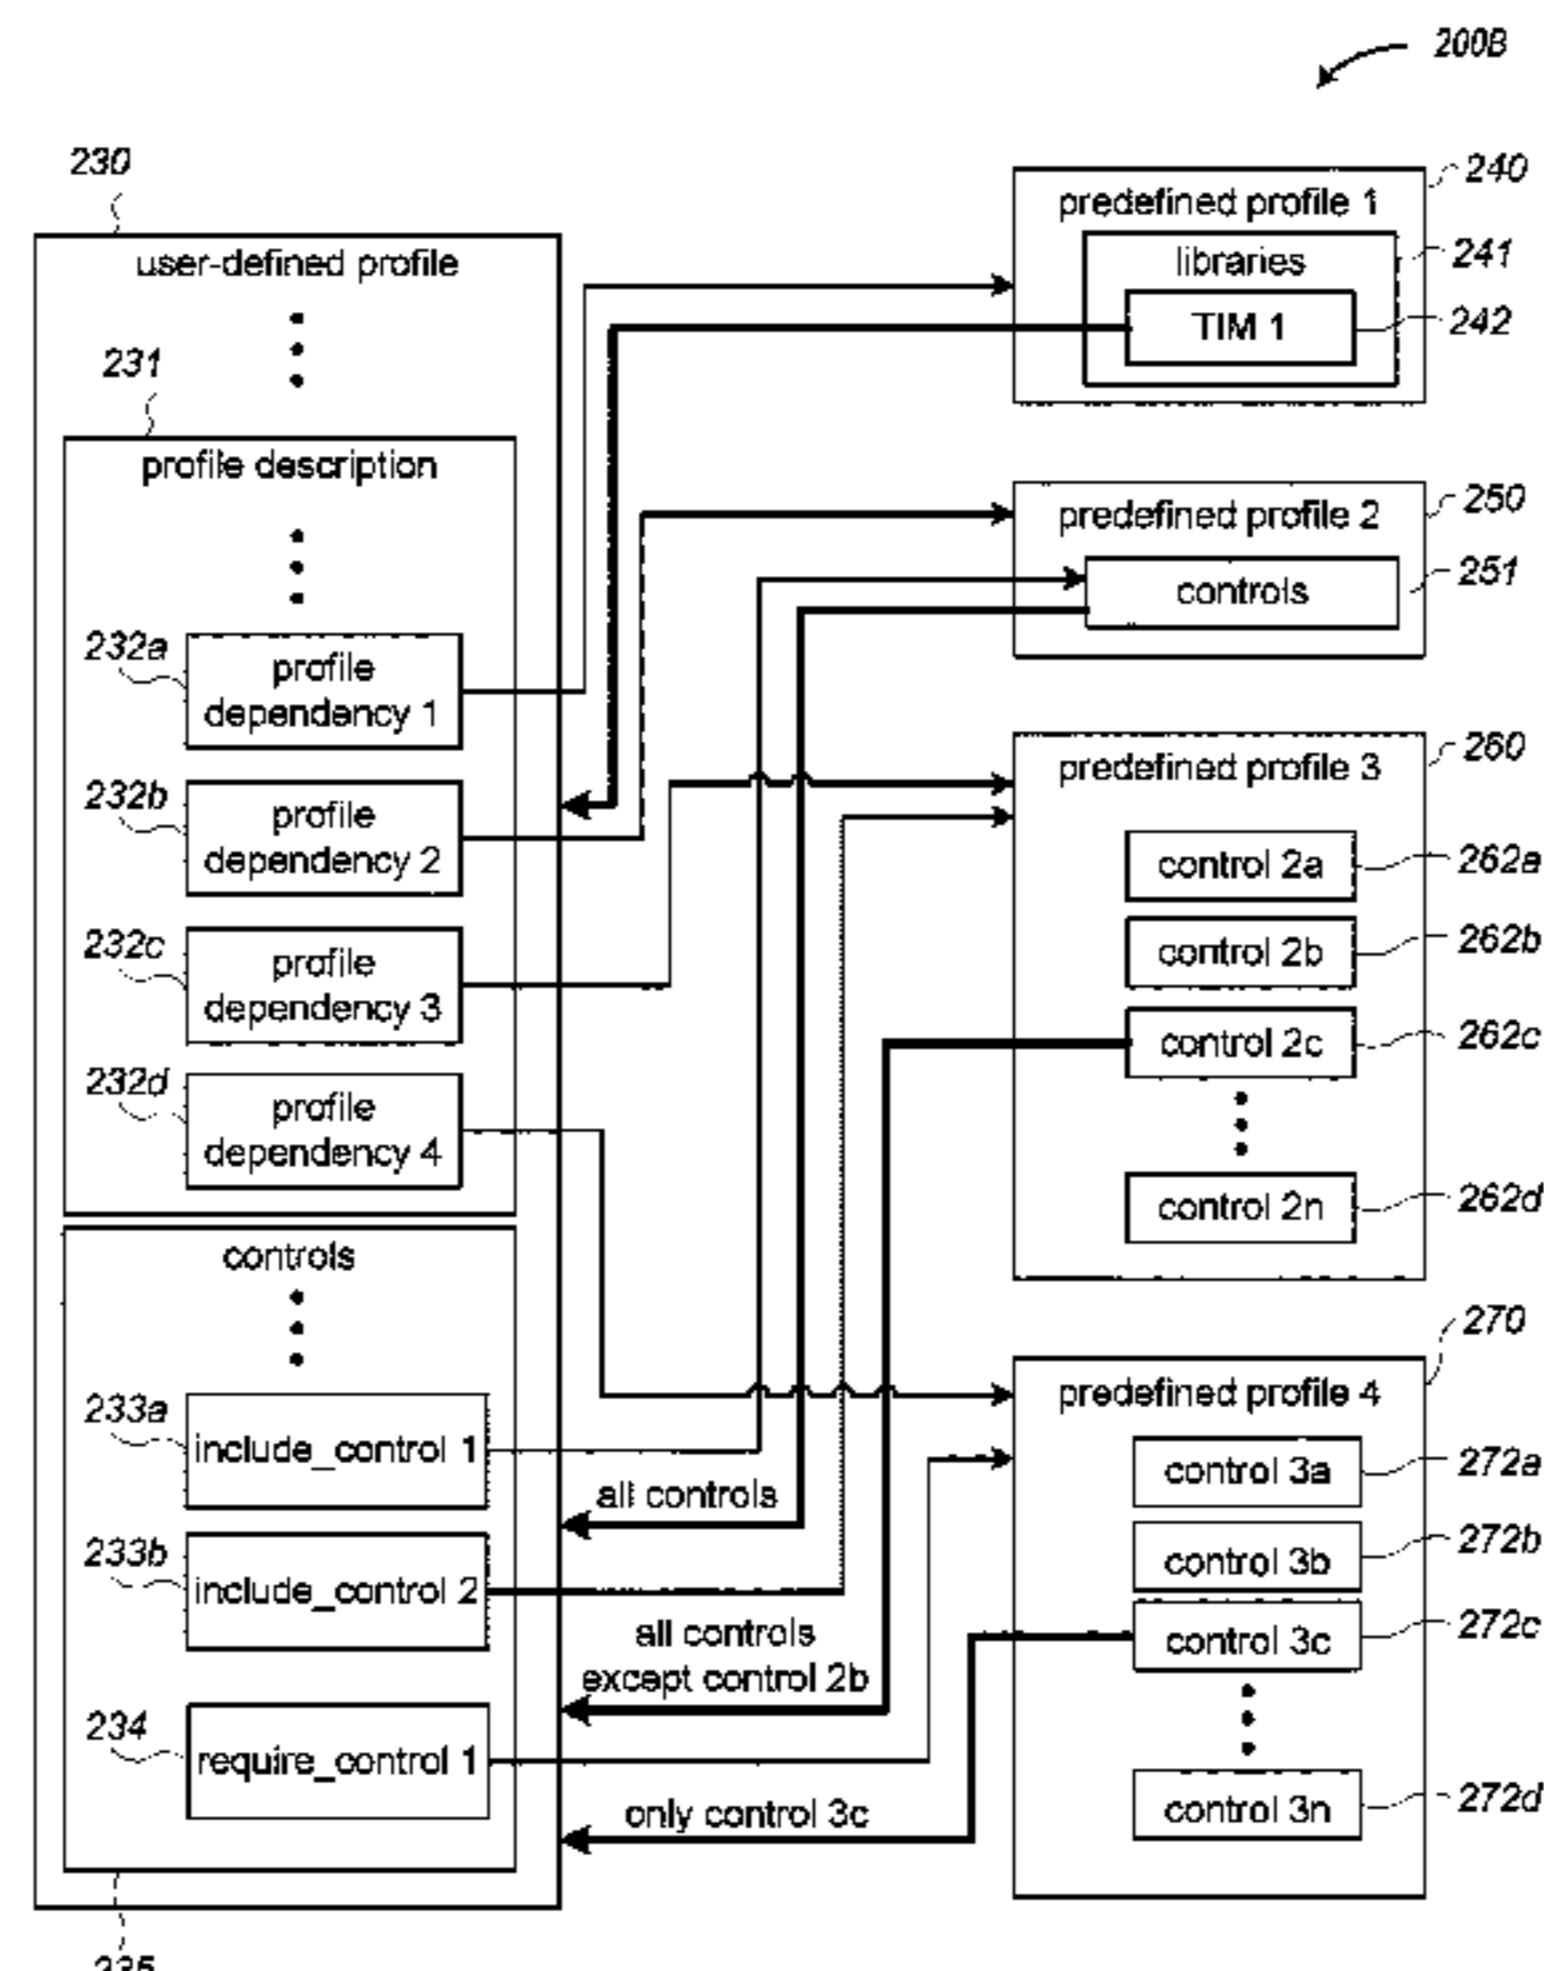 200B
230
user-defined profile
231
profile description
232a
profile
dependency 1
232b
profile
dependency 2
232c
profile
dependency 3
232d
profile
dependency 4
controls
233a
include_control 1
233b
include_control 2
234
require_control 1
235
all controls
all controls
except control 2b
only control 3c
240
predefined profile 1
241
libraries
TIM 1
242
250
predefined profile 2
251
controls
260
predefined profile 3
control 2a
262a
control 2b
262b
control 2c
262c
control 2n
262d
270
predefined profile 4
control 3a
272a
control 3b
272b
control 3c
272c
control 3n
272d